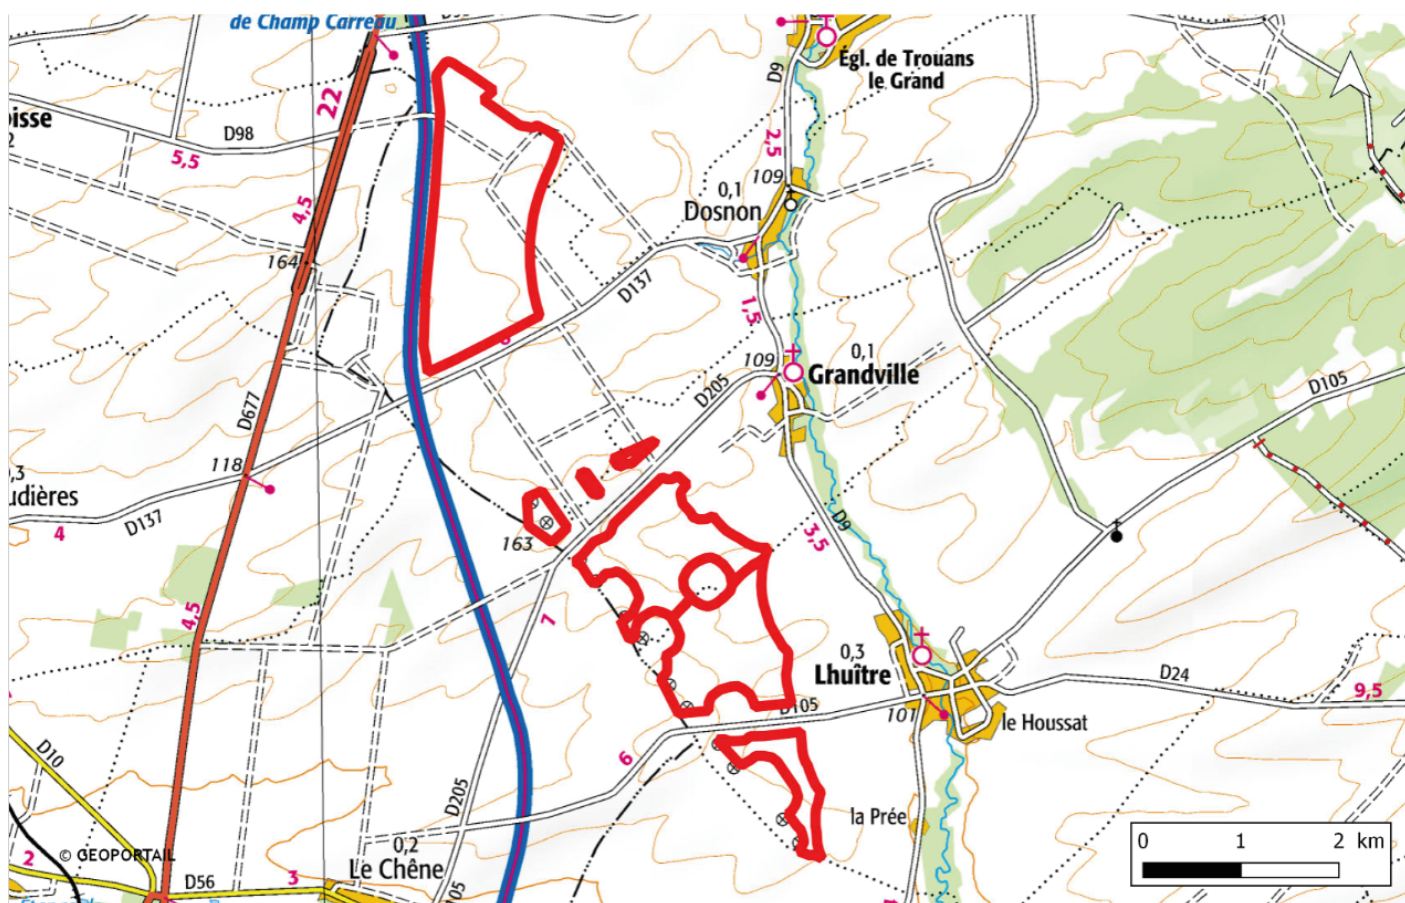 de Champ Carreau
Égl. de Trouans
le Grand
D9
22
oisse
D98
5,5
2,5
109
0,1
Dosnon
4,5
164
D137
1,5
109
0,1
Grandville
D205
D105
D677
118
udières
D137
4
163
3,5
D9
7
4,5
0,3
Lhuître
D24
9,5
D105
101
le Houssat
6
D10
D205
la Prée
0 1 2 km
© GEOPORTAIL
0,2
Le Chêne
2
D56
3